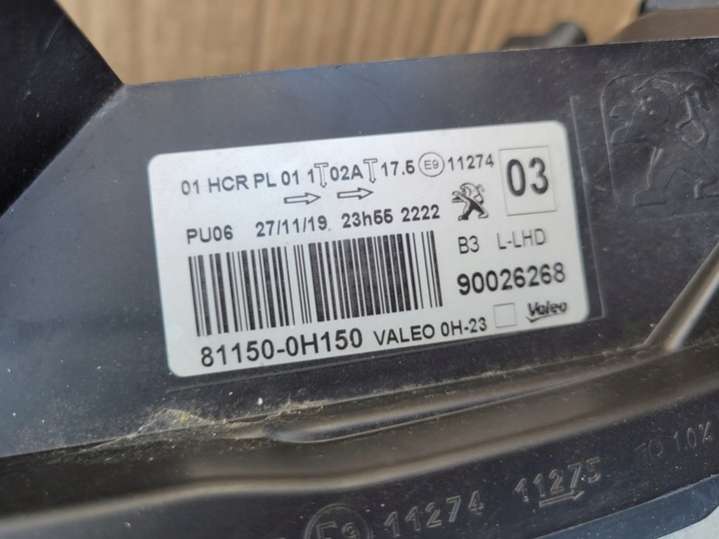 01 HCR PL 01 1 02A 17.5 E9 11274
03
PU06 27/11/19. 23h55 2222
B3 L-LHD
90026268
81150-0H150 VALEO 0H-23 Valeo
E9 11274 11275 10%